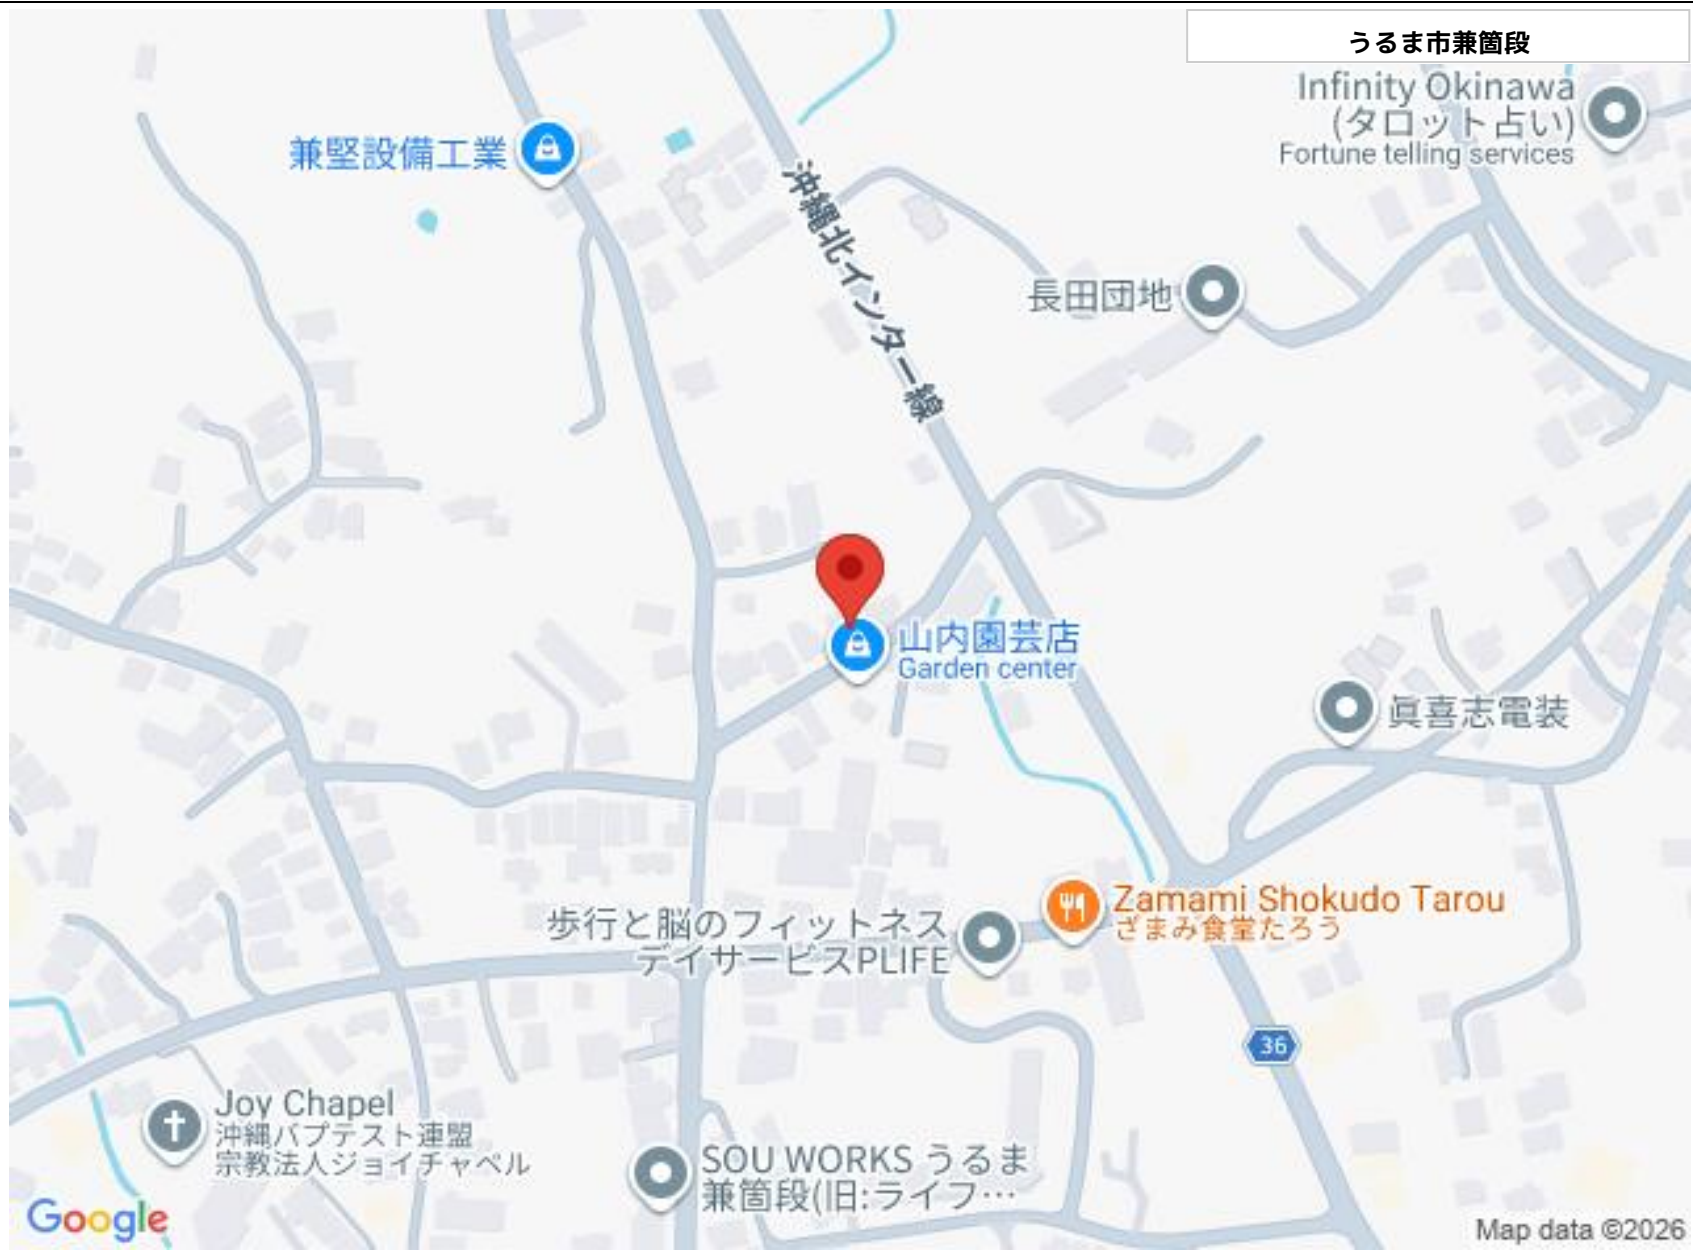 うるま市兼箇段
Infinity Okinawa
(タロット占い)
Fortune telling services
兼堅設備工業
沖縄北インター線
長田団地
山内園芸店
Garden center
眞喜志電装
Zamami Shokudo Tarou
ざまみ食堂たろう
歩行と脳のフィットネス
デイサービスPLIFE
36
Joy Chapel
沖縄バプテスト連盟
宗教法人ジョイチャペル
SOU WORKS うるま
兼箇段(旧:ライフ…
Google
Map data ©2026